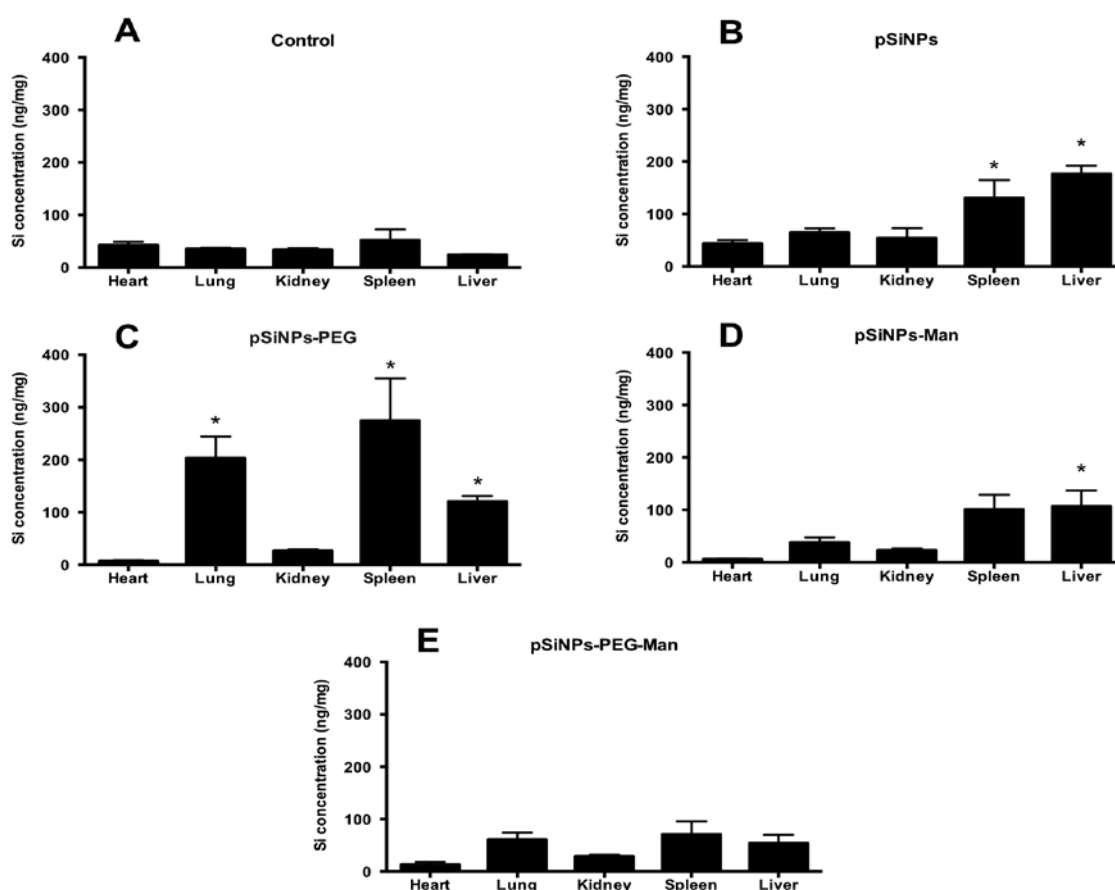 A
Control
Si concentration (ng/mg)
400
300
200
100
0
Heart Lung Kidney Spleen Liver
B
pSiNPs
Si concentration (ng/mg)
400
300
200
100
0
* *
Heart Lung Kidney Spleen Liver
C
pSiNPs-PEG
Si concentration (ng/mg)
400
300
200
100
0
* * *
Heart Lung Kidney Spleen Liver
D
pSiNPs-Man
Si concentration (ng/mg)
400
300
200
100
0
*
Heart Lung Kidney Spleen Liver
E
pSiNPs-PEG-Man
Si concentration (ng/mg)
400
300
200
100
0
Heart Lung Kidney Spleen Liver